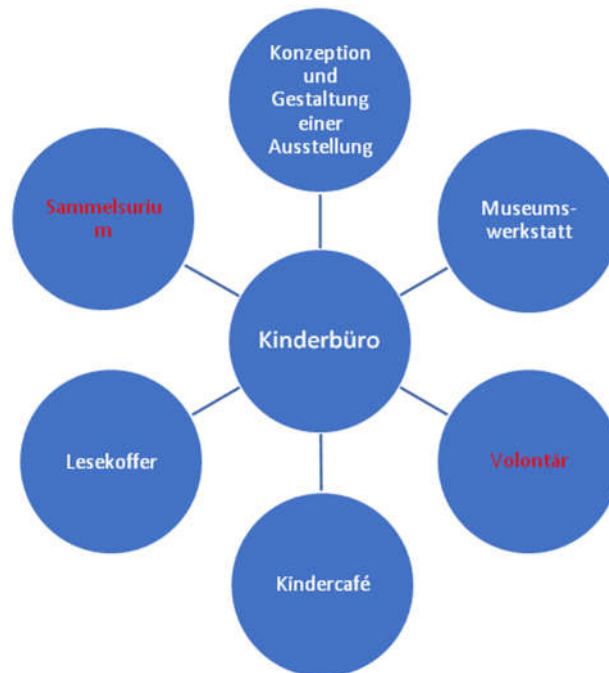 Konzeption
und
Gestaltung
einer
Ausstellung
Sammelsuriu
m
Museums-
werkstatt
Kinderbüro
Lesekoffer
Volontär
Kindercafé